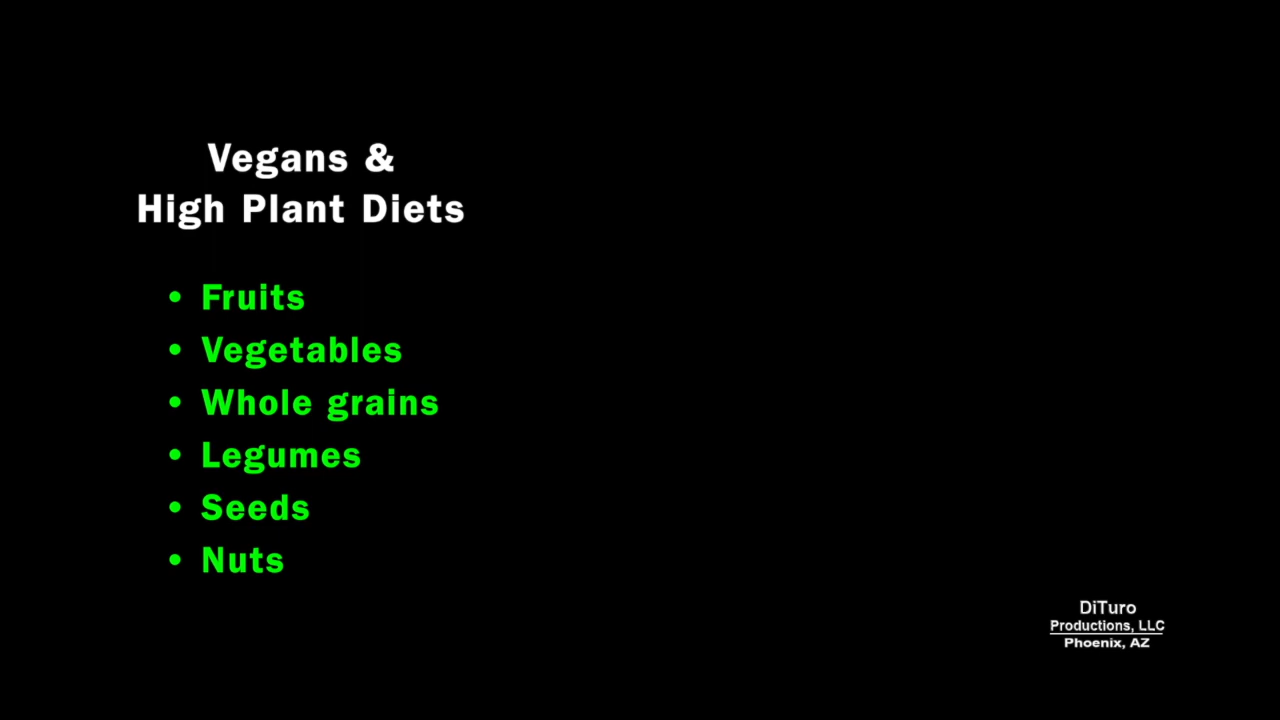 Vegans &
High Plant Diets
• Fruits
• Vegetables
• Whole grains
• Legumes
• Seeds
• Nuts
DiTuro
Productions, LLC
Phoenix, AZ